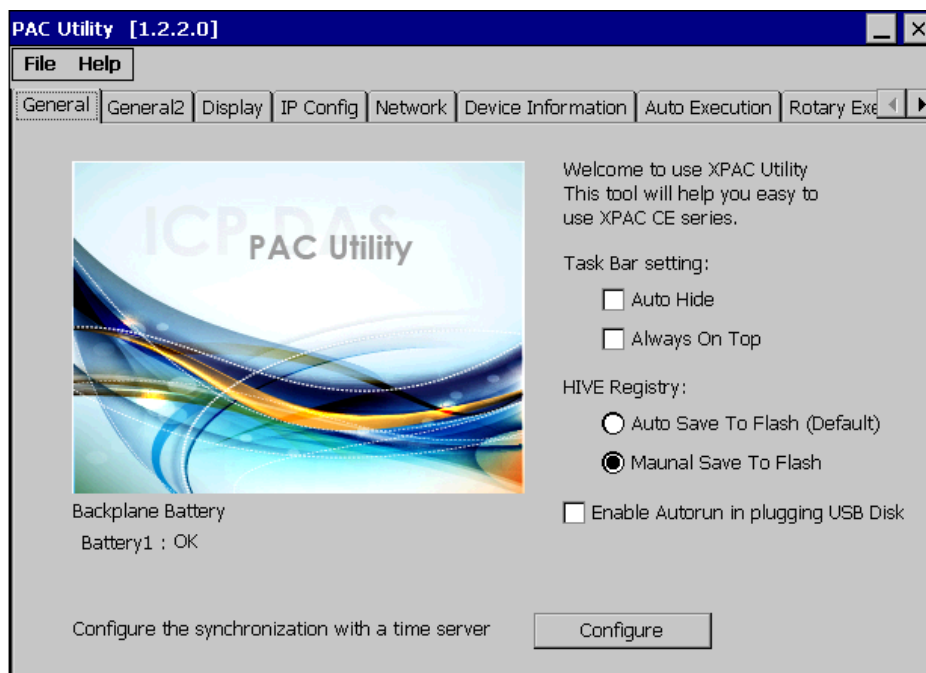 PAC Utility [1.2.2.0]
File Help
General General2 Display IP Config Network Device Information Auto Execution Rotary Exe
ICP DAS
PAC Utility
Welcome to use XPAC Utility
This tool will help you easy to
use XPAC CE series.
Task Bar setting:
Auto Hide
Always On Top
HIVE Registry:
Auto Save To Flash (Default)
Maunal Save To Flash
Enable Autorun in plugging USB Disk
Backplane Battery
Battery1 : OK
Configure the synchronization with a time server
Configure